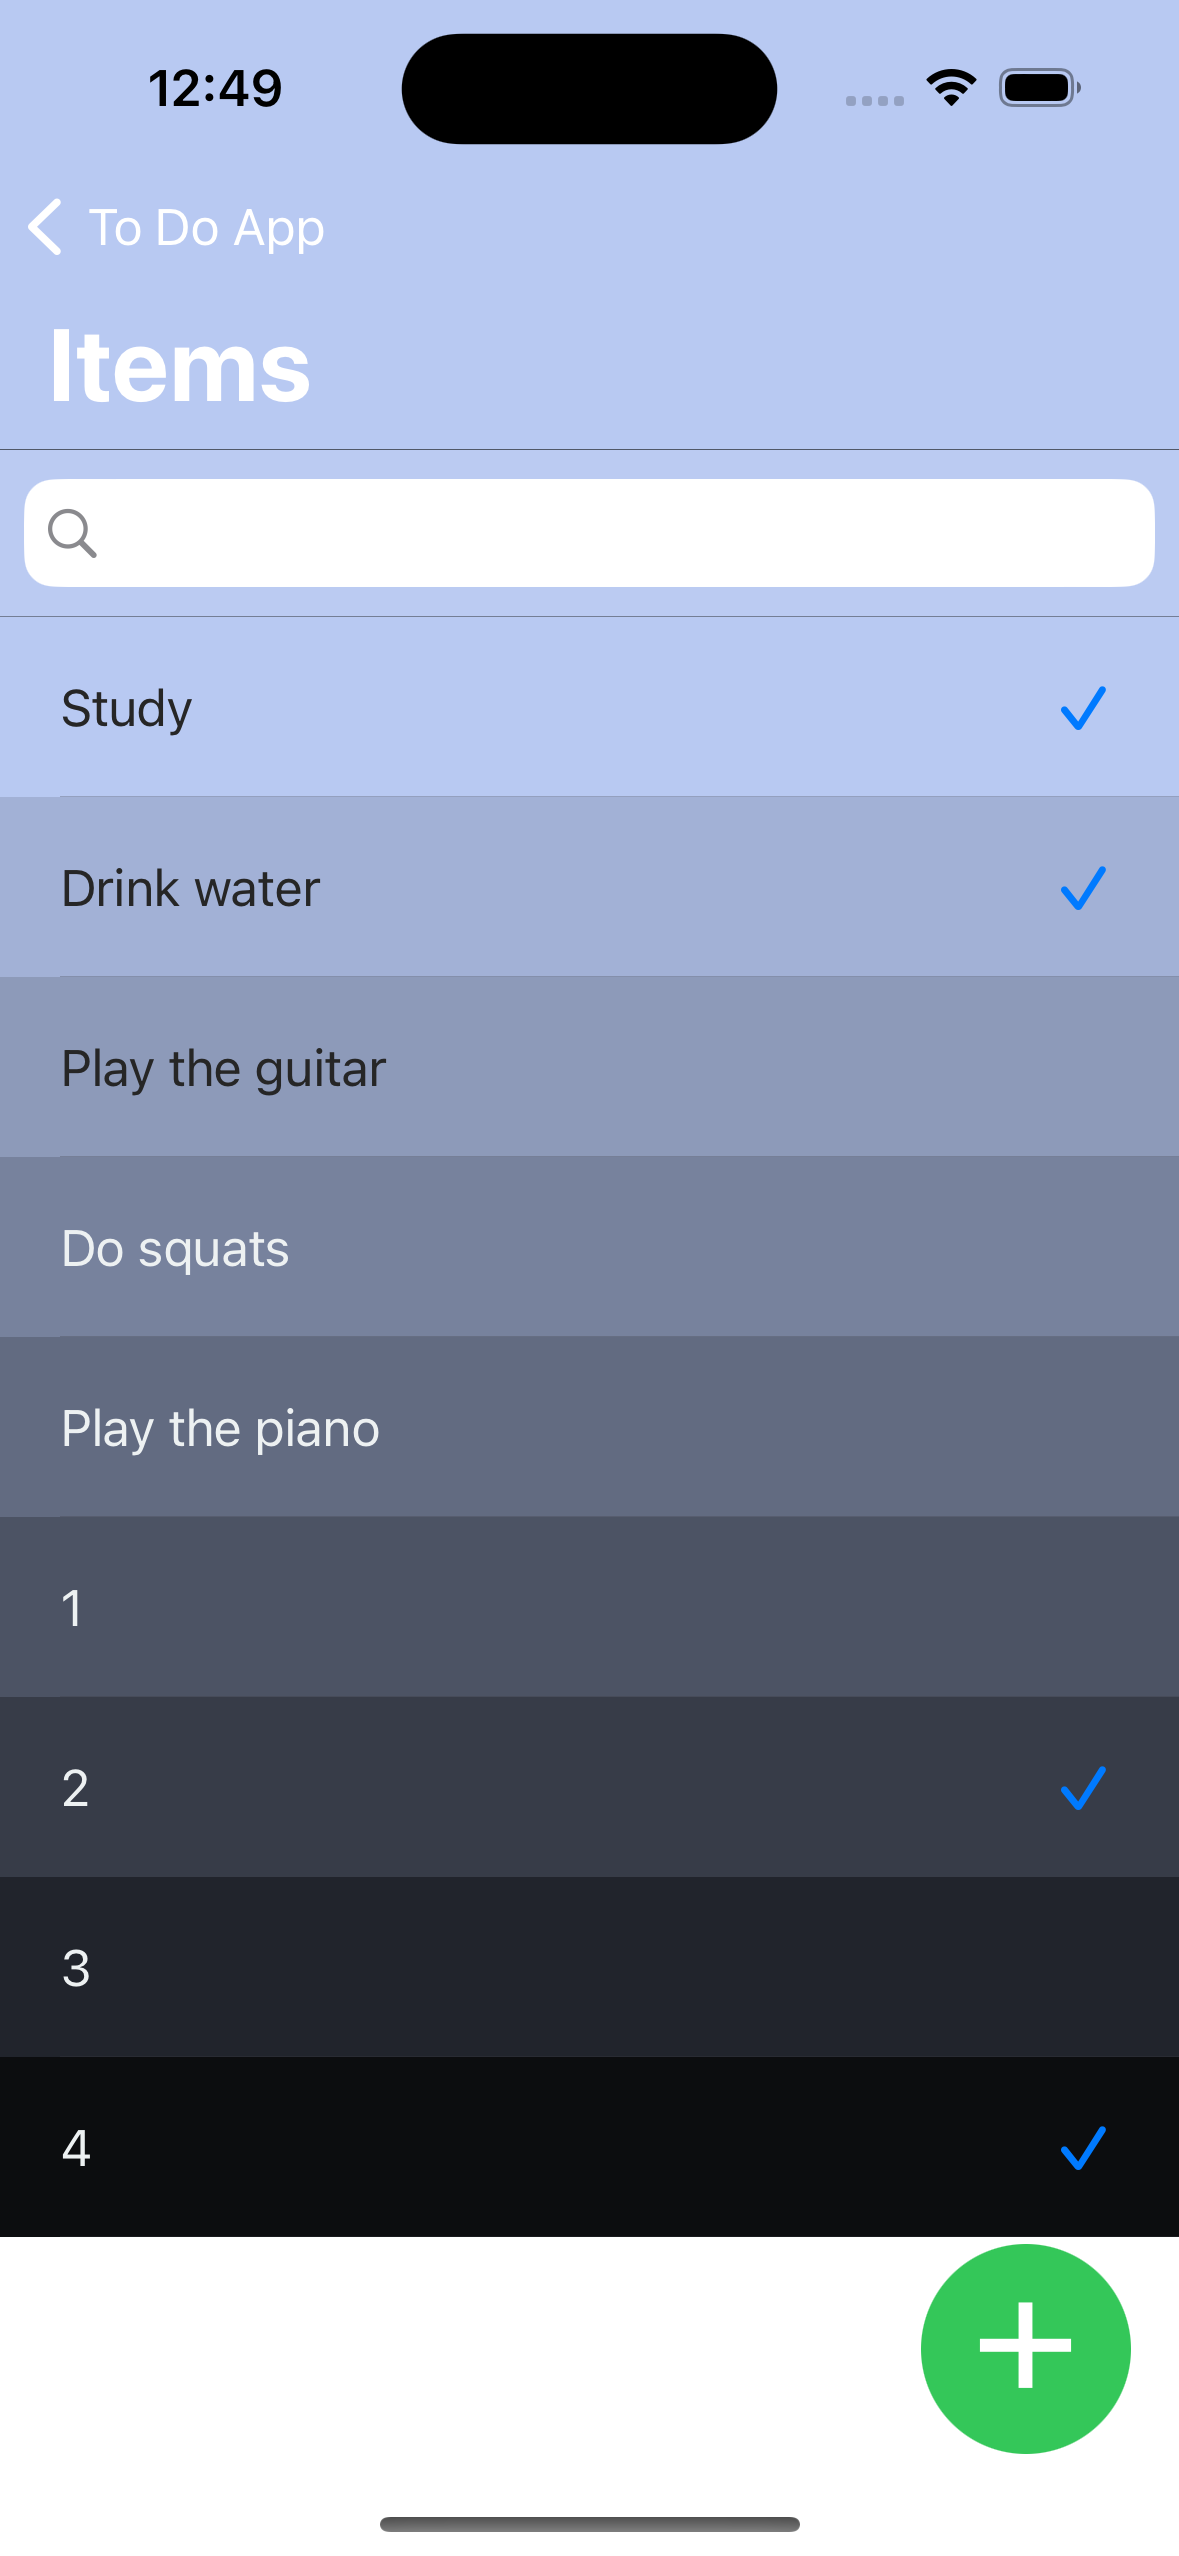 12:49
To Do App
Items
Study
Drink water
Play the guitar
Do squats
Play the piano
1
2
3
4